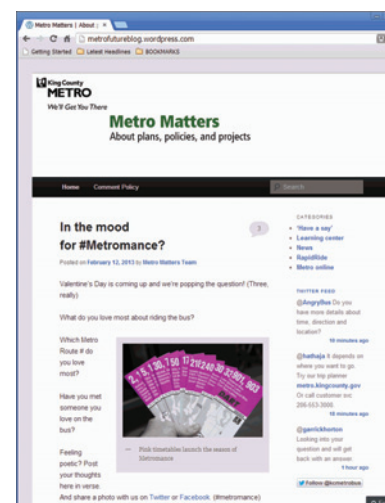 Metro Matters | About
metrofutureblog.wordpress.com
Getting Started Latest Headlines BOOKMARKS
King County
METRO
We'll Get You There
Metro Matters
About plans, policies, and projects
Home Comment Policy Search
In the mood
for #Metromance?
3
Posted on February 12, 2013 by Metro Matters Team
Valentine's Day is coming up and we're popping the question! (Three,
really)
What do you love most about riding the bus?
Which Metro
Route # do
you love
most?
Have you met
someone you
love on the
bus?
Feeling
poetic? Post
your thoughts
here in verse.
Pink timetables launch the season of
Metromance
And share a photo with us on Twitter or Facebook. (#metromance)
CATEGORIES
'Have a say'
Learning center
News
RapidRide
Metro online
TWITTER FEED
@AngryBus Do you
have more details about
time, direction and
location?
10 minutes ago
@hathaja It depends on
where you want to go.
Try our trip planner
metro.kingcounty.gov
Or call customer svc
206-553-3000
10 minutes ago
@garrickhorton
Looking into your
question and will get
back with an answer.
1 hour ago
Follow @kcmetrobus